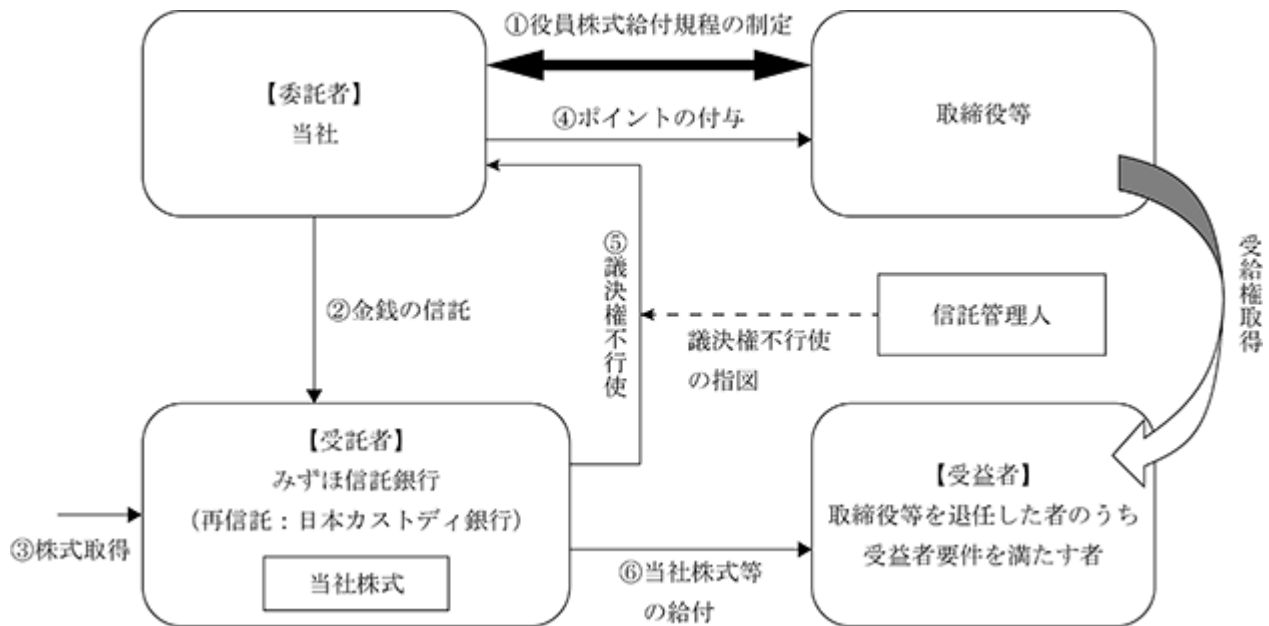 ①役員株式給付規程の制定
【委託者】
当社
取締役等
④ポイントの付与
②金銭の信託
⑤議決権不行使
議決権不行使
の指図
信託管理人
受給権取得
【受託者】
みずほ信託銀行
(再信託:日本カストディ銀行)
当社株式
③株式取得
⑥当社株式等
の給付
【受益者】
取締役等を退任した者のうち
受益者要件を満たす者